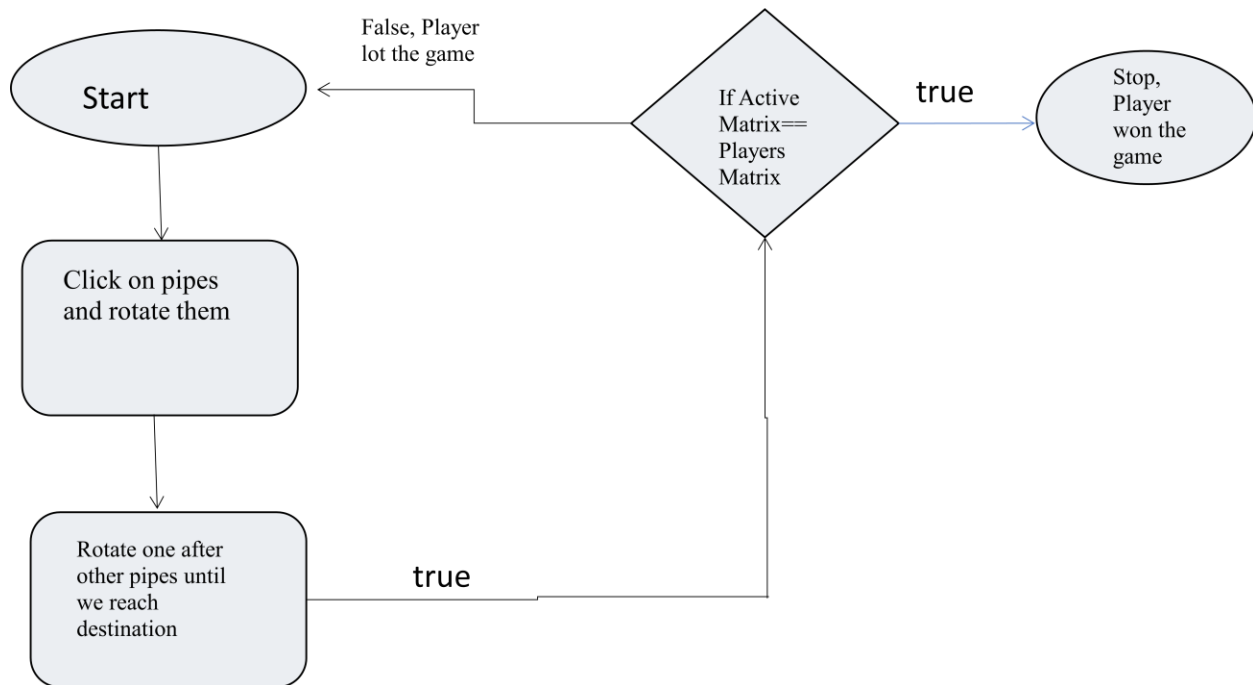 Start
Click on pipes
and rotate them
Rotate one after
other pipes until
we reach
destination
true
If Active
Matrix==
Players
Matrix
False, Player
lot the game
true
Stop,
Player
won the
game